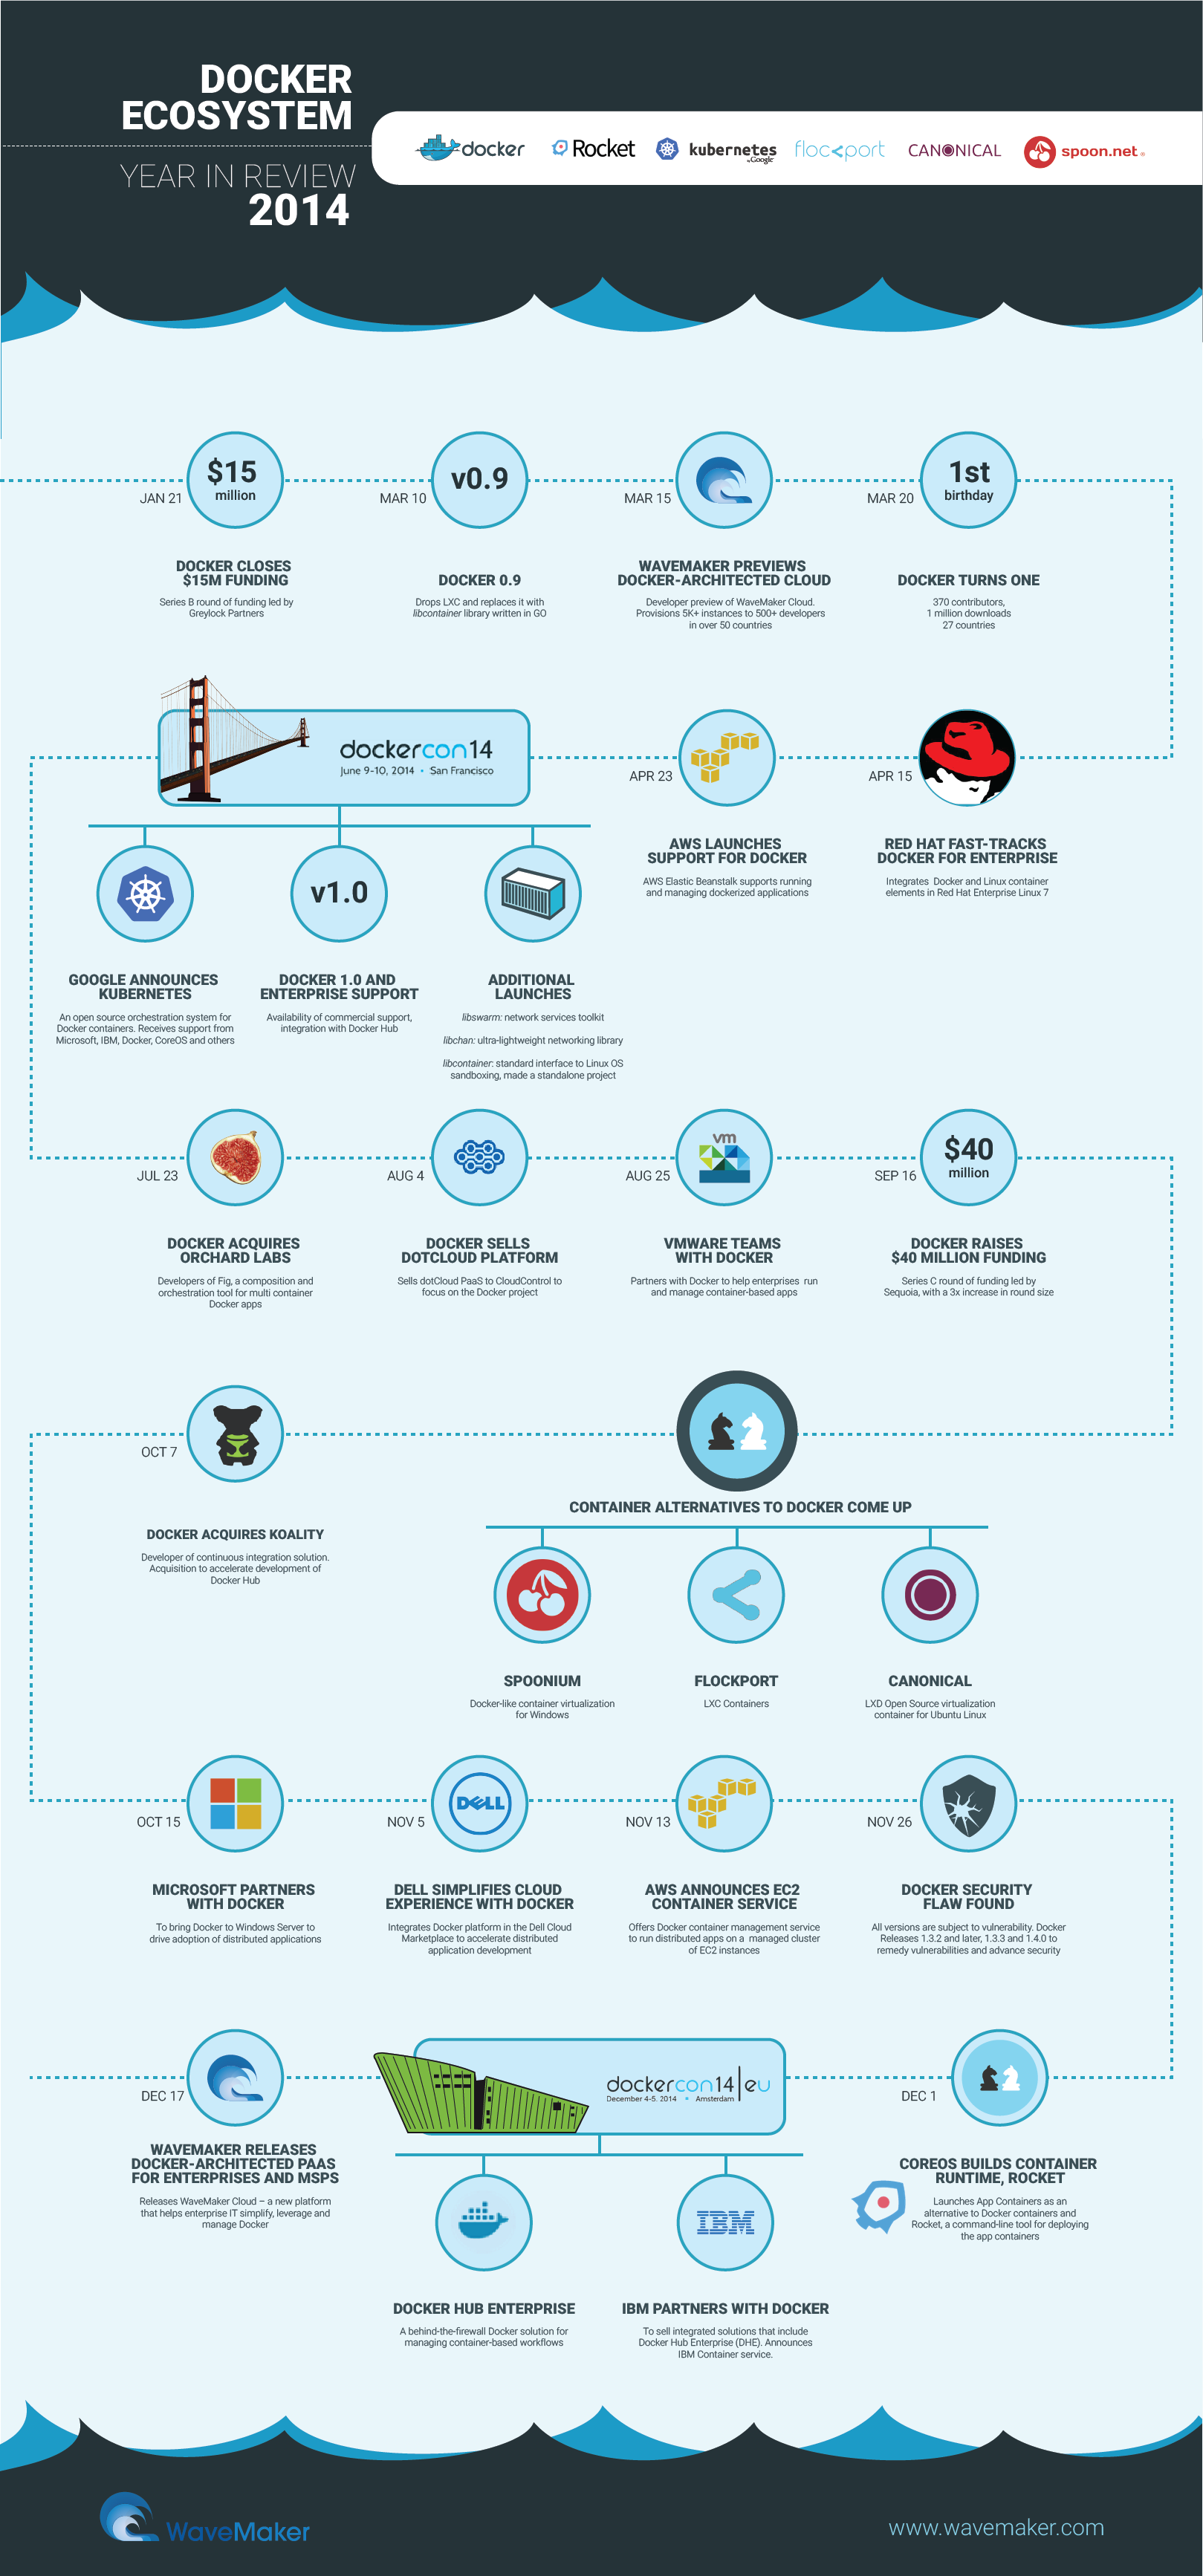 DOCKER
ECOSYSTEM
YEAR IN REVIEW
2014
docker
Rocket
kubernetes
by Google
flockport
CANONICAL
spoon.net
$15
million
JAN 21
DOCKER CLOSES
$15M FUNDING
Series B round of funding led by
Greylock Partners
v0.9
MAR 10
DOCKER 0.9
Drops LXC and replaces it with
libcontainer library written in GO
MAR 15
WAVEMAKER PREVIEWS
DOCKER-ARCHITECTED CLOUD
Developer preview of WaveMaker Cloud.
Provisions 5K+ instances to 500+ developers
in over 50 countries
1st
birthday
MAR 20
DOCKER TURNS ONE
370 contributors,
1 million downloads
27 countries
APR 15
RED HAT FAST-TRACKS
DOCKER FOR ENTERPRISE
Integrates Docker and Linux container
elements in Red Hat Enterprise Linux 7
APR 23
AWS LAUNCHES
SUPPORT FOR DOCKER
AWS Elastic Beanstalk supports running
and managing dockerized applications
dockercon14
June 9-10, 2014 • San Francisco
GOOGLE ANNOUNCES
KUBERNETES
An open source orchestration system for
Docker containers. Receives support from
Microsoft, IBM, Docker, CoreOS and others
v1.0
DOCKER 1.0 AND
ENTERPRISE SUPPORT
Availability of commercial support,
integration with Docker Hub
ADDITIONAL
LAUNCHES
libswarm: network services toolkit
libchan: ultra-lightweight networking library
libcontainer: standard interface to Linux OS
sandboxing, made a standalone project
JUL 23
DOCKER ACQUIRES
ORCHARD LABS
Developers of Fig, a composition and
orchestration tool for multi container
Docker apps
AUG 4
DOCKER SELLS
DOTCLOUD PLATFORM
Sells dotCloud PaaS to CloudControl to
focus on the Docker project
vm
AUG 25
VMWARE TEAMS
WITH DOCKER
Partners with Docker to help enterprises run
and manage container-based apps
$40
million
SEP 16
DOCKER RAISES
$40 MILLION FUNDING
Series C round of funding led by
Sequoia, with a 3x increase in round size
CONTAINER ALTERNATIVES TO DOCKER COME UP
SPOONIUM
Docker-like container virtualization
for Windows
FLOCKPORT
LXC Containers
CANONICAL
LXD Open Source virtualization
container for Ubuntu Linux
OCT 7
DOCKER ACQUIRES KOALITY
Developer of continuous integration solution.
Acquisition to accelerate development of
Docker Hub
OCT 15
MICROSOFT PARTNERS
WITH DOCKER
To bring Docker to Windows Server to
drive adoption of distributed applications
DELL
NOV 5
DELL SIMPLIFIES CLOUD
EXPERIENCE WITH DOCKER
Integrates Docker platform in the Dell Cloud
Marketplace to accelerate distributed
application development
NOV 13
AWS ANNOUNCES EC2
CONTAINER SERVICE
Offers Docker container management service
to run distributed apps on a managed cluster
of EC2 instances
NOV 26
DOCKER SECURITY
FLAW FOUND
All versions are subject to vulnerability. Docker
Releases 1.3.2 and later, 1.3.3 and 1.4.0 to
remedy vulnerabilities and advance security
DEC 1
COREOS BUILDS CONTAINER
RUNTIME, ROCKET
Launches App Containers as an
alternative to Docker containers and
Rocket, a command-line tool for deploying
the app containers
dockercon14|eu
December 4-5, 2014 • Amsterdam
DOCKER HUB ENTERPRISE
A behind-the-firewall Docker solution for
managing container-based workflows
IBM
IBM PARTNERS WITH DOCKER
To sell integrated solutions that include
Docker Hub Enterprise (DHE). Announces
IBM Container service.
DEC 17
WAVEMAKER RELEASES
DOCKER-ARCHITECTED PAAS
FOR ENTERPRISES AND MSPS
Releases WaveMaker Cloud – a new platform
that helps enterprise IT simplify, leverage and
manage Docker
WaveMaker
www.wavemaker.com